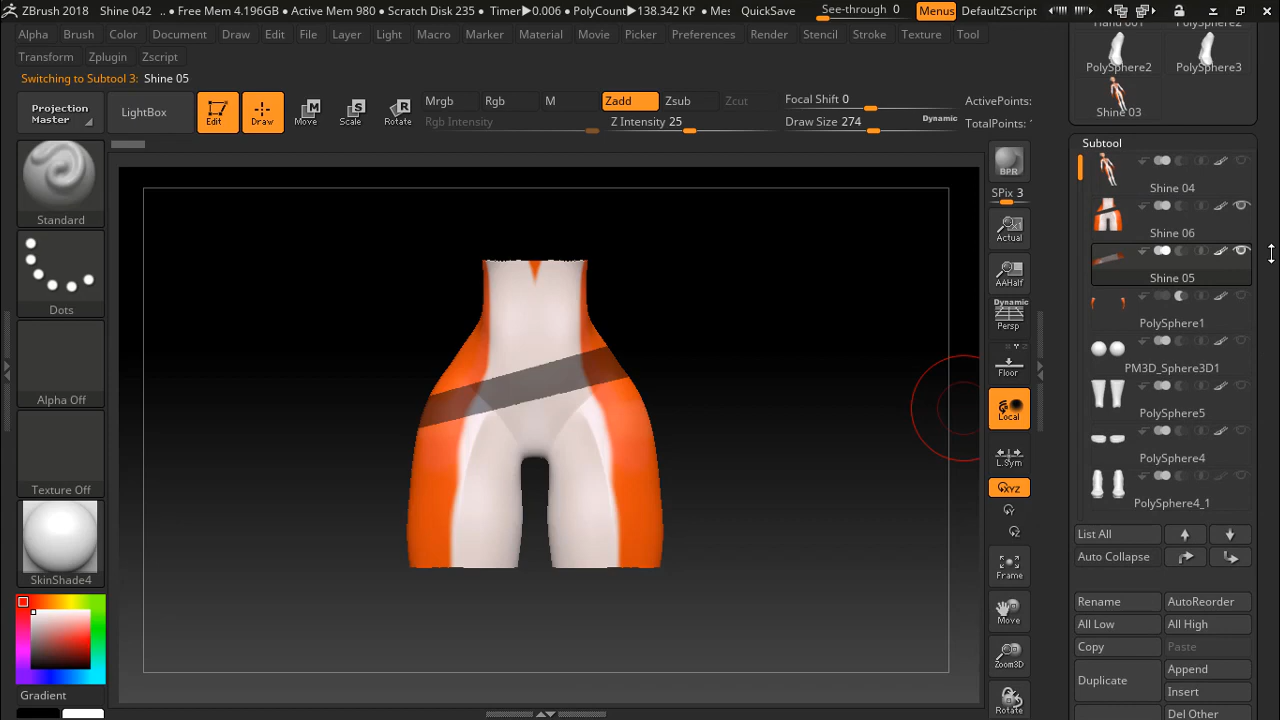 ZBrush 2018 Shine 042 .. • Free Mem 4.196GB • Active Mem 980 • Scratch Disk 235 • Timer▶0.006 • PolyCount▶138.342 KP • Mes QuickSave See-through 0 Menus DefaultZScript
Alpha Brush Color Document Draw Edit File Layer Light Macro Marker Material Movie Picker Preferences Render Stencil Stroke Texture Tool
Transform Zplugin Zscript
Switching to Subtool 3: Shine 05
Projection Master
LightBox
Edit
Draw
Move
Scale
Rotate
Mrgb Rgb M Zadd Zsub Zcut
Rgb Intensity Z Intensity 25
Focal Shift 0
Draw Size 274 Dynamic
ActivePoints:
TotalPoints:
Standard
Dots
Alpha Off
Texture Off
SkinShade4
Gradient
BPR
SPix 3
Actual
AAHalf
Dynamic
Persp
Floor
Local
L.Sym
XYZ
Y
Z
Frame
Move
Zoom3D
Rotate
PolySphere2 PolySphere3
Shine 03
Subtool
Shine 04
Shine 06
Shine 05
PolySphere1
PM3D_Sphere3D1
PolySphere5
PolySphere4
PolySphere4_1
List All
Auto Collapse
Rename AutoReorder
All Low All High
Copy Paste
Duplicate Append
Insert
Del Other